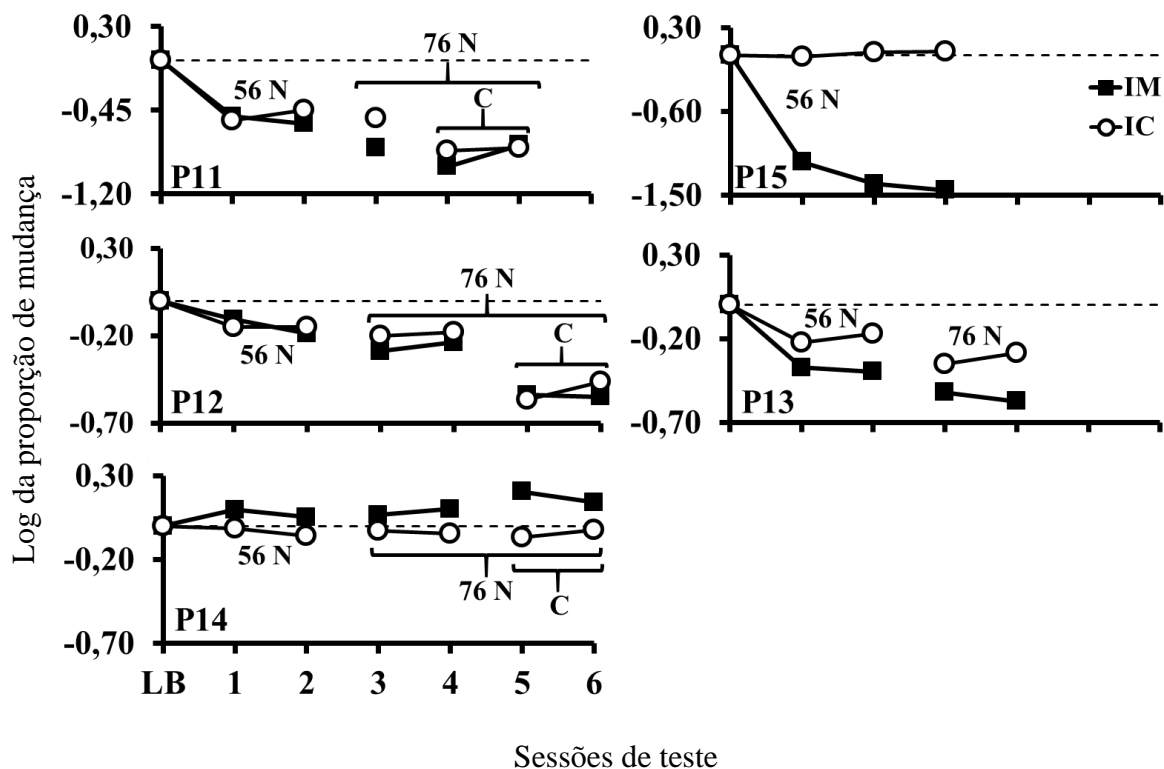 Log da proporção de mudança
0,30
-0,45
-1,20
76 N
56 N
C
P11
0,30
-0,60
-1,50
56 N
IM
IC
P15
0,30
-0,20
-0,70
76 N
56 N
C
P12
0,30
-0,20
-0,70
56 N
76 N
P13
0,30
-0,20
-0,70
56 N
76 N
C
P14
LB 1 2 3 4 5 6
Sessões de teste